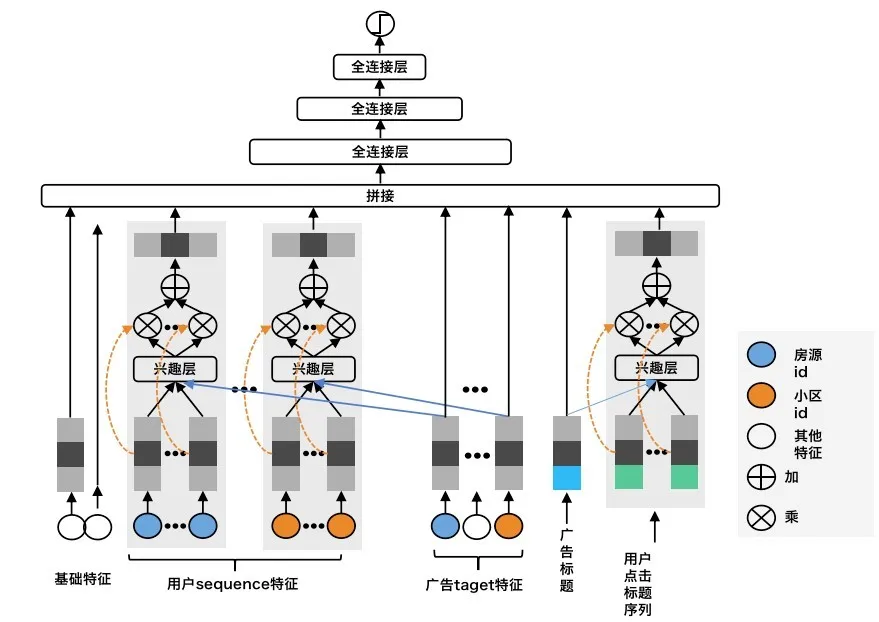 全连接层
全连接层
全连接层
拼接
兴趣层
兴趣层
兴趣层
房源
id
小区
id
其他
特征
加
乘
基础特征
用户sequence特征
广告taget特征
广
告
标
题
用户
点击
标题
序列